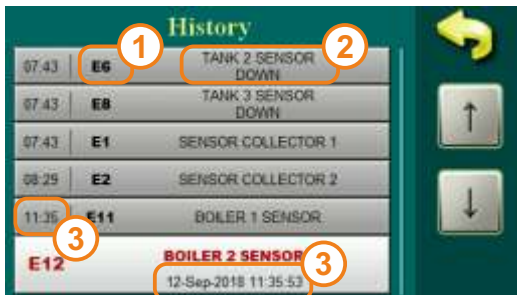 History
1
2
07:43 E6 TANK 2 SENSOR
DOWN
07:43 E8 TANK 3 SENSOR
DOWN
07:43 E1 SENSOR COLLECTOR 1
08:29 E2 SENSOR COLLECTOR 2
11:35 E11 BOILER 1 SENSOR
3
E12 BOILER 2 SENSOR
3
12-Sep-2018 11:35:53